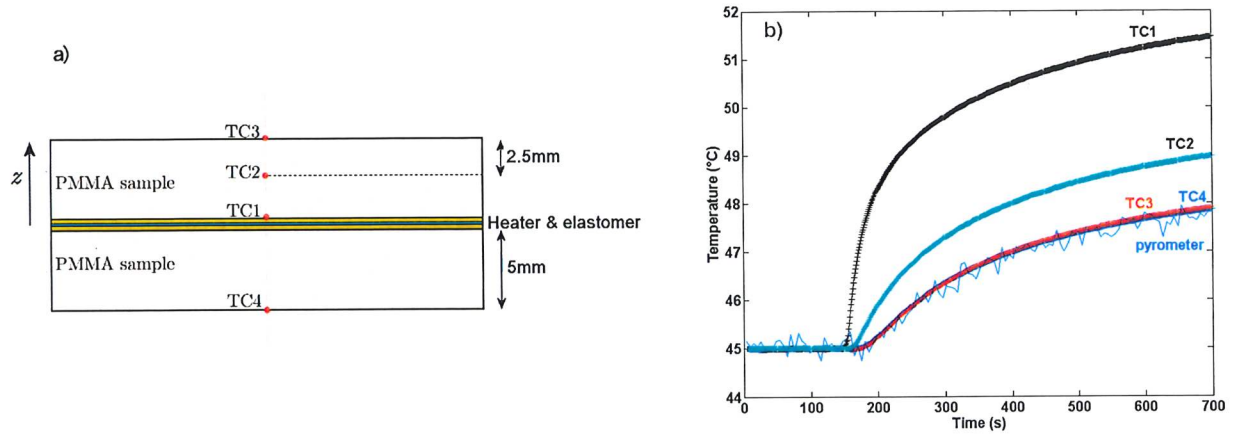 a)
TC3
2.5mm
TC2
z
PMMA sample
TC1
Heater & elastomer
PMMA sample
5mm
TC4
b)
52
51
50
49
48
47
46
45
44
Temperature (°C)
TC1
TC2
TC3
TC4
pyrometer
0
100
200
300
400
500
600
700
Time (s)